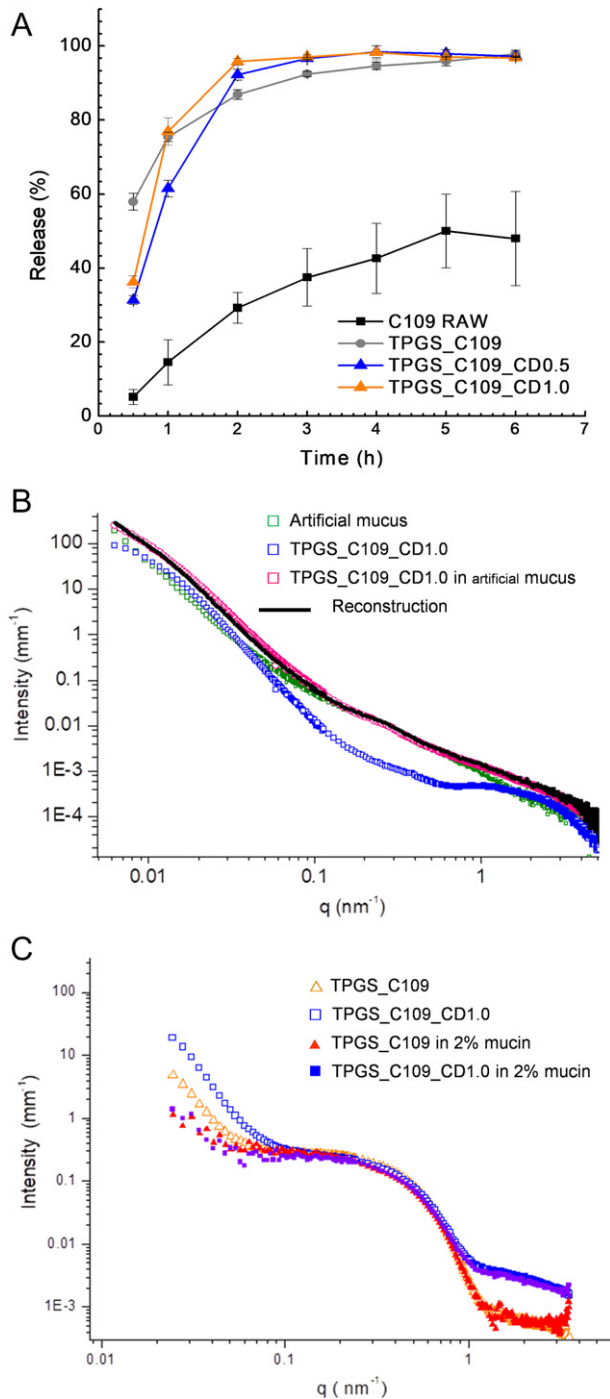 A
100
80
60
40
20
0
Release (%)
C109 RAW
TPGS_C109
TPGS_C109_CD0.5
TPGS_C109_CD1.0
0 1 2 3 4 5 6 7
Time (h)
B
Artificial mucus
TPGS_C109_CD1.0
TPGS_C109_CD1.0 in artificial mucus
Reconstruction
100
10
1
0.1
0.01
1E-3
1E-4
Intensity (mm-1)
0.01 0.1 1
q (nm-1)
C
TPGS_C109
TPGS_C109_CD1.0
TPGS_C109 in 2% mucin
TPGS_C109_CD1.0 in 2% mucin
100
10
1
0.1
0.01
1E-3
Intensity (mm-1)
0.01 0.1 1
q ( nm-1)